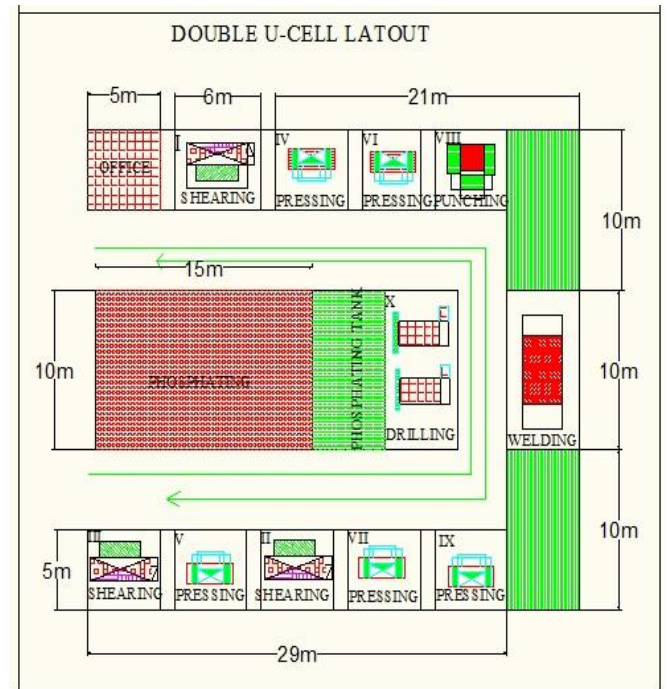 DOUBLE U-CELL LATOUT
5m
6m
21m
I
IV
VI
VIII
OFFICE
SHEARING
PRESSING
PRESSING
PUNCHING
10m
15m
10m
PHOSPHATING
PHOSPHATING TANK
X
DRILLING
WELDING
10m
10m
5m
III
V
II
VII
IX
SHEARING
PRESSING
SHEARING
PRESSING
PRESSING
29m